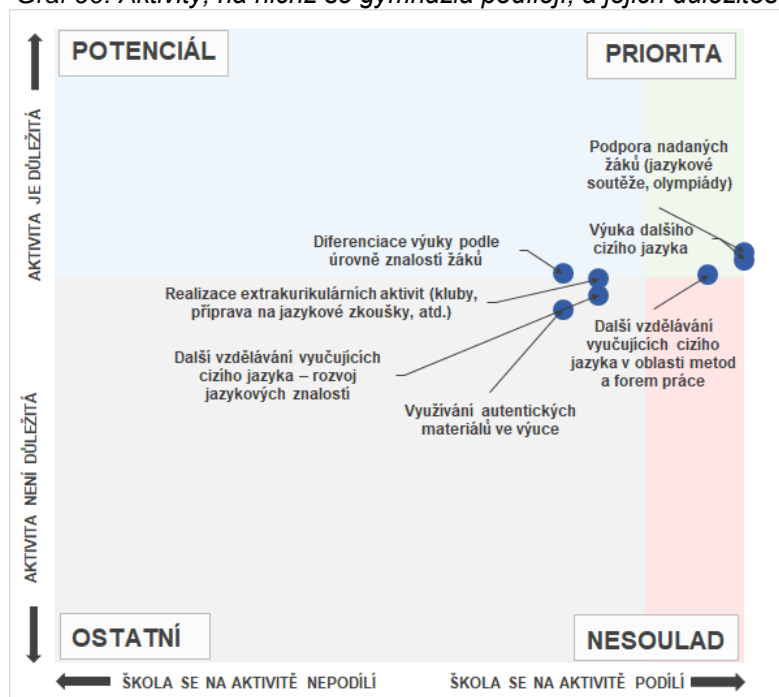 POTENCIÁL
PRIORITA
AKTIVITA JE DŮLEŽITÁ
Podpora nadaných
žáků (jazykové
soutěže, olympiády)
Výuka dalšího
cizího jazyka
Diferenciace výuky podle
úrovně znalostí žáků
Realizace extrakurikulárních aktivit (kluby,
příprava na jazykové zkoušky, atd.)
Další vzdělávání vyučujících
cizího jazyka – rozvoj
jazykových znalostí
Další vzdělávání
vyučujících cizího
jazyka v oblasti metod
a forem práce
Využívání autentických
materiálů ve výuce
AKTIVITA NENÍ DŮLEŽITÁ
OSTATNÍ
NESOULAD
ŠKOLA SE NA AKTIVITĚ NEPODÍLÍ
ŠKOLA SE NA AKTIVITĚ PODÍLÍ